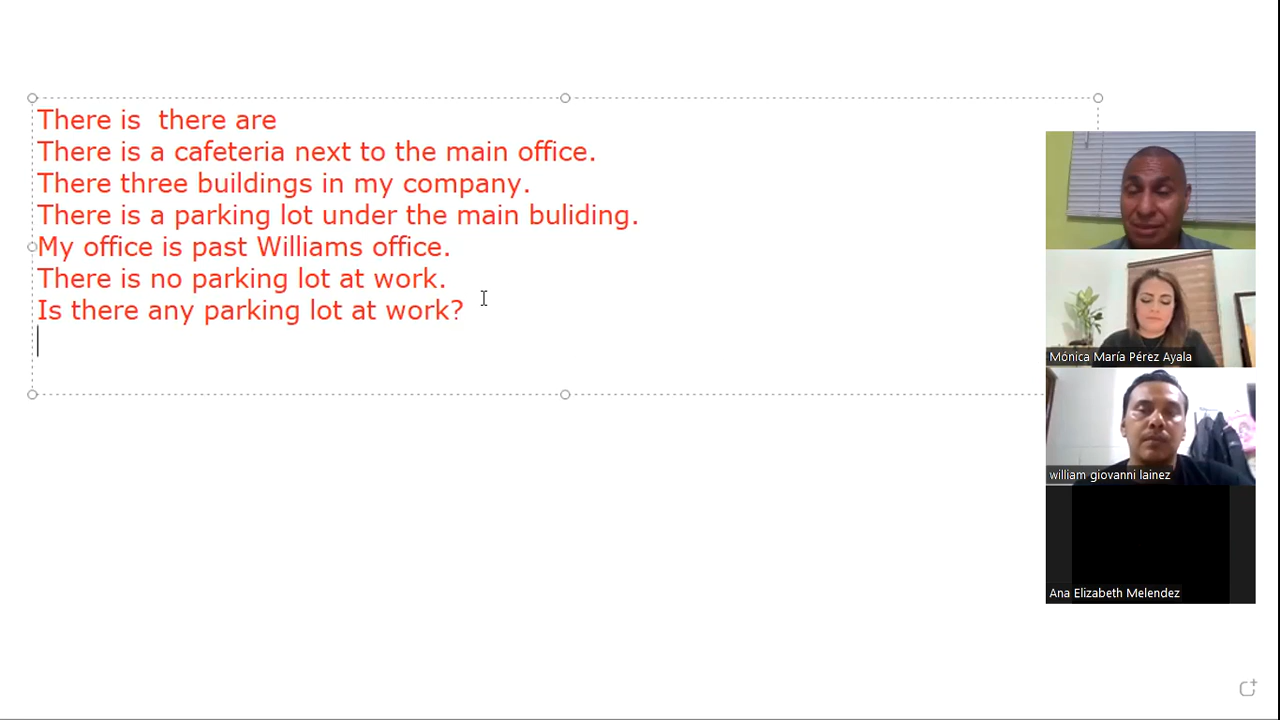 There is  there are
There is a cafeteria next to the main office.
There three buildings in my company.
There is a parking lot under the main buliding.
My office is past Williams office.
There is no parking lot at work.
Is there any parking lot at work?
Mónica María Pérez Ayala
william giovanni lainez
Ana Elizabeth Melendez